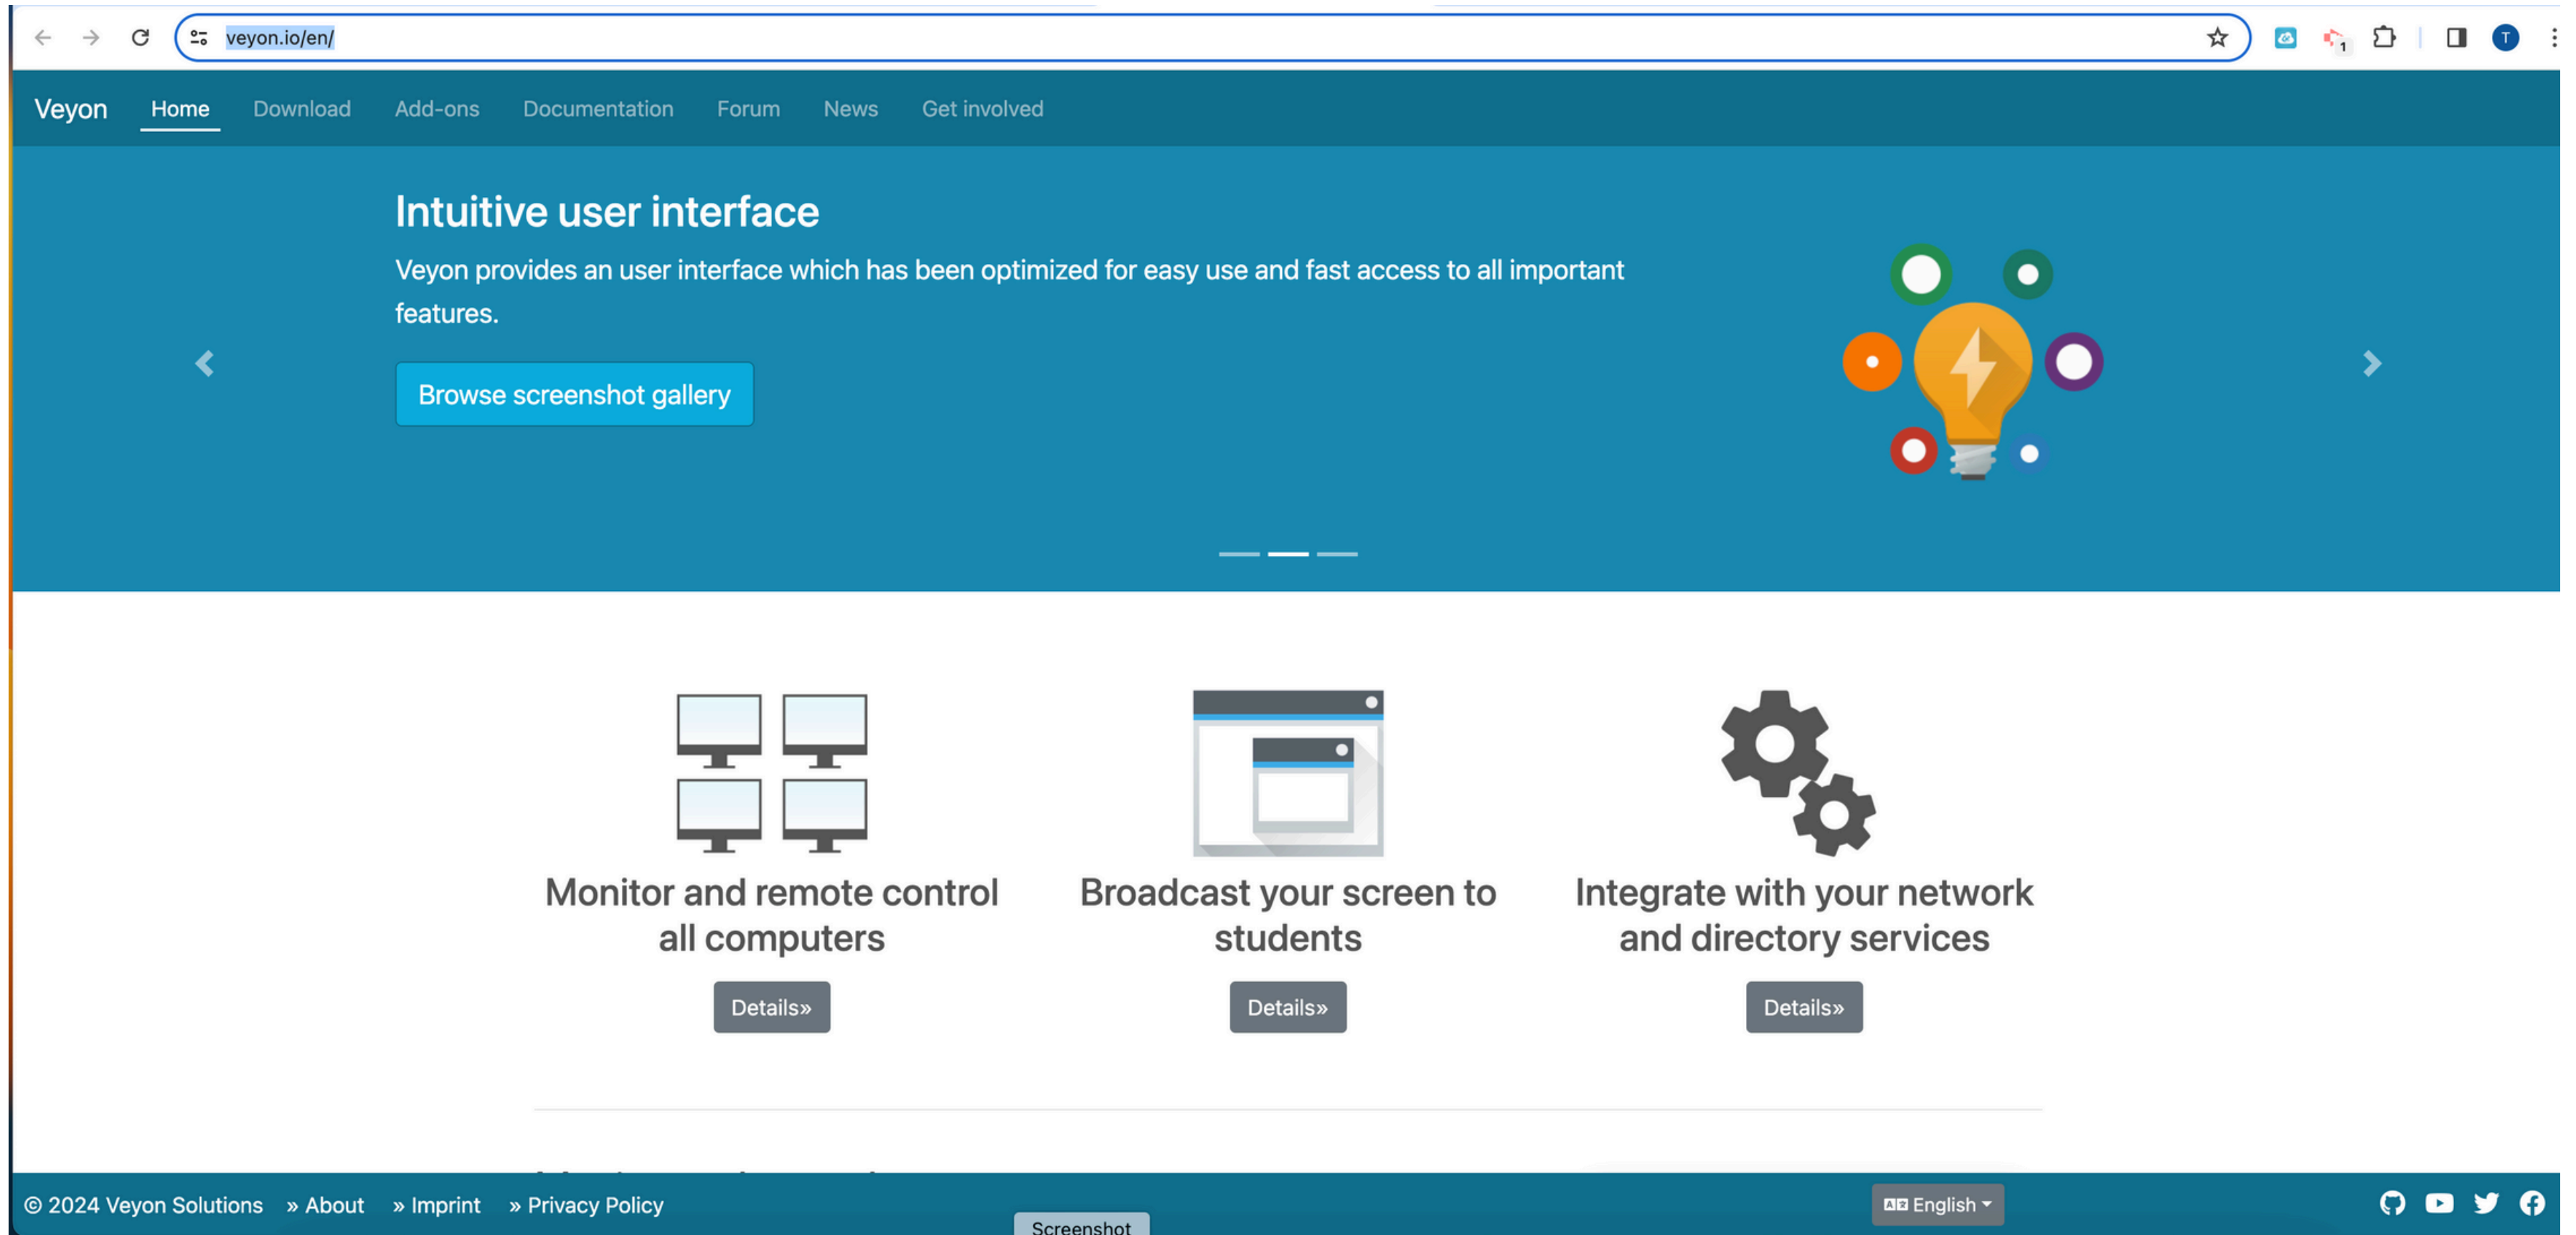 veyon.io/en/
1
T
Veyon Home Download Add-ons Documentation Forum News Get involved
Intuitive user interface
Veyon provides an user interface which has been optimized for easy use and fast access to all important
features.
Browse screenshot gallery
Monitor and remote control
all computers
Details»
Broadcast your screen to
students
Details»
Integrate with your network
and directory services
Details»
© 2024 Veyon Solutions » About » Imprint » Privacy Policy
English
Screenshot